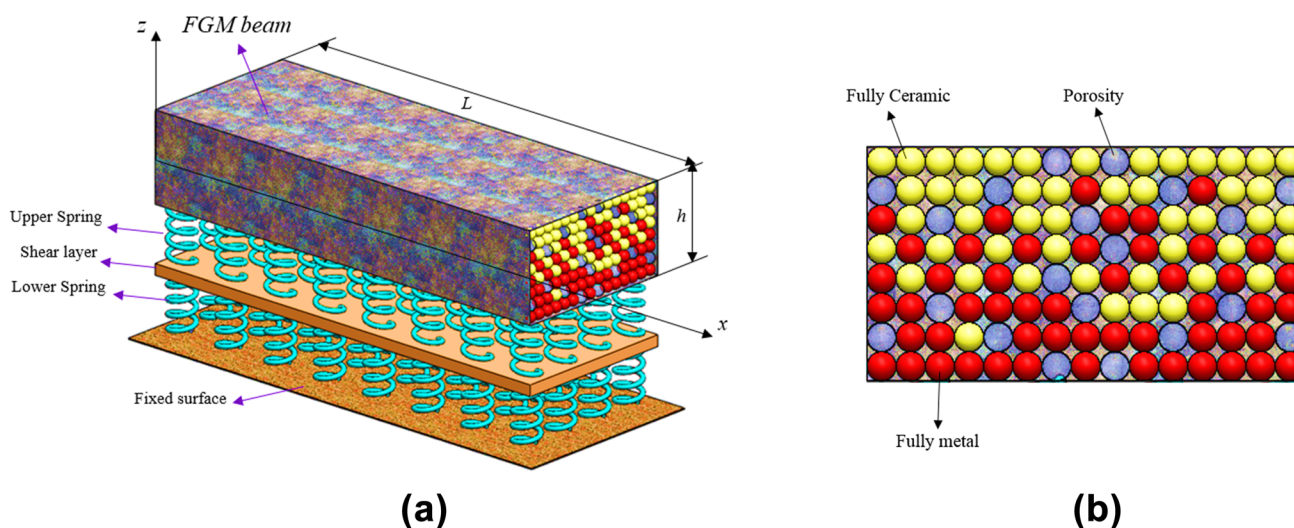 z
FGM beam
L
h
Upper Spring
Shear layer
Lower Spring
x
Fixed surface
(a)
Fully Ceramic
Porosity
Fully metal
(b)